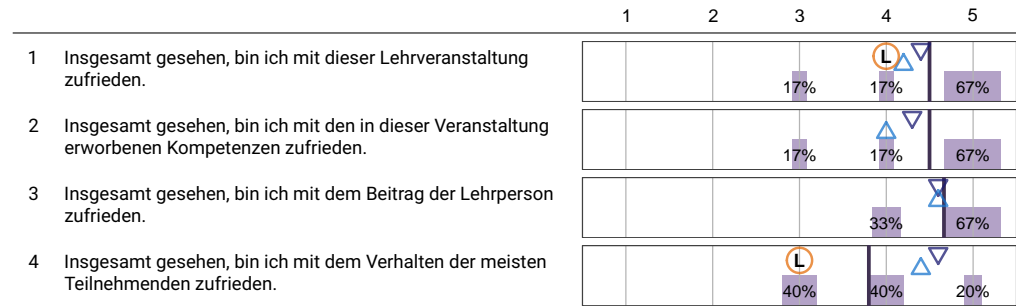 1 2 3 4 5
1 Insgesamt gesehen, bin ich mit dieser Lehrveranstaltung
zufrieden.
L
17% 17% 67%
2 Insgesamt gesehen, bin ich mit den in dieser Veranstaltung
erworbenen Kompetenzen zufrieden.
17% 17% 67%
3 Insgesamt gesehen, bin ich mit dem Beitrag der Lehrperson
zufrieden.
33% 67%
4 Insgesamt gesehen, bin ich mit dem Verhalten der meisten
Teilnehmenden zufrieden.
L
40% 40% 20%